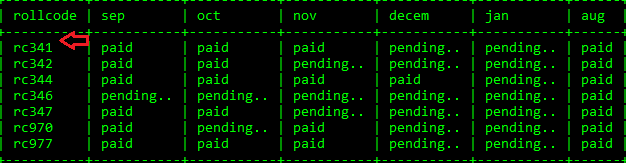 | rollcode | sep | oct | nov | decem | jan | aug |
| rc341 | paid | paid | paid | pending.. | pending.. | paid
| rc342 | paid | paid | pending.. | pending.. | pending.. | paid
| rc344 | paid | paid | paid | paid | pending.. | paid
| rc346 | pending.. | pending.. | pending.. | pending.. | pending.. | paid
| rc347 | paid | paid | pending.. | pending.. | pending.. | paid
| rc970 | paid | pending.. | paid | pending.. | pending.. | paid
| rc977 | paid | paid | paid | pending.. | pending.. | paid